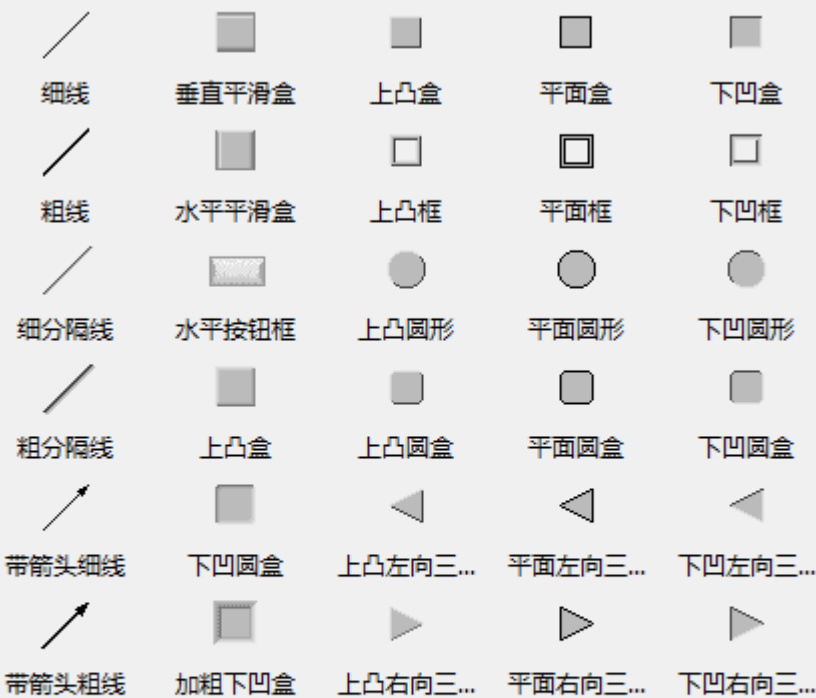 细线 垂直平滑盒 上凸盒 平面盒 下凹盒
粗线 水平平滑盒 上凸框 平面框 下凹框
细分隔线 水平按钮框 上凸圆形 平面圆形 下凹圆形
粗分隔线 上凸盒 上凸圆盒 平面圆盒 下凹圆盒
带箭头细线 下凹圆盒 上凸左向三... 平面左向三... 下凹左向三...
带箭头粗线 加粗下凹盒 上凸右向三... 平面右向三... 下凹右向三...